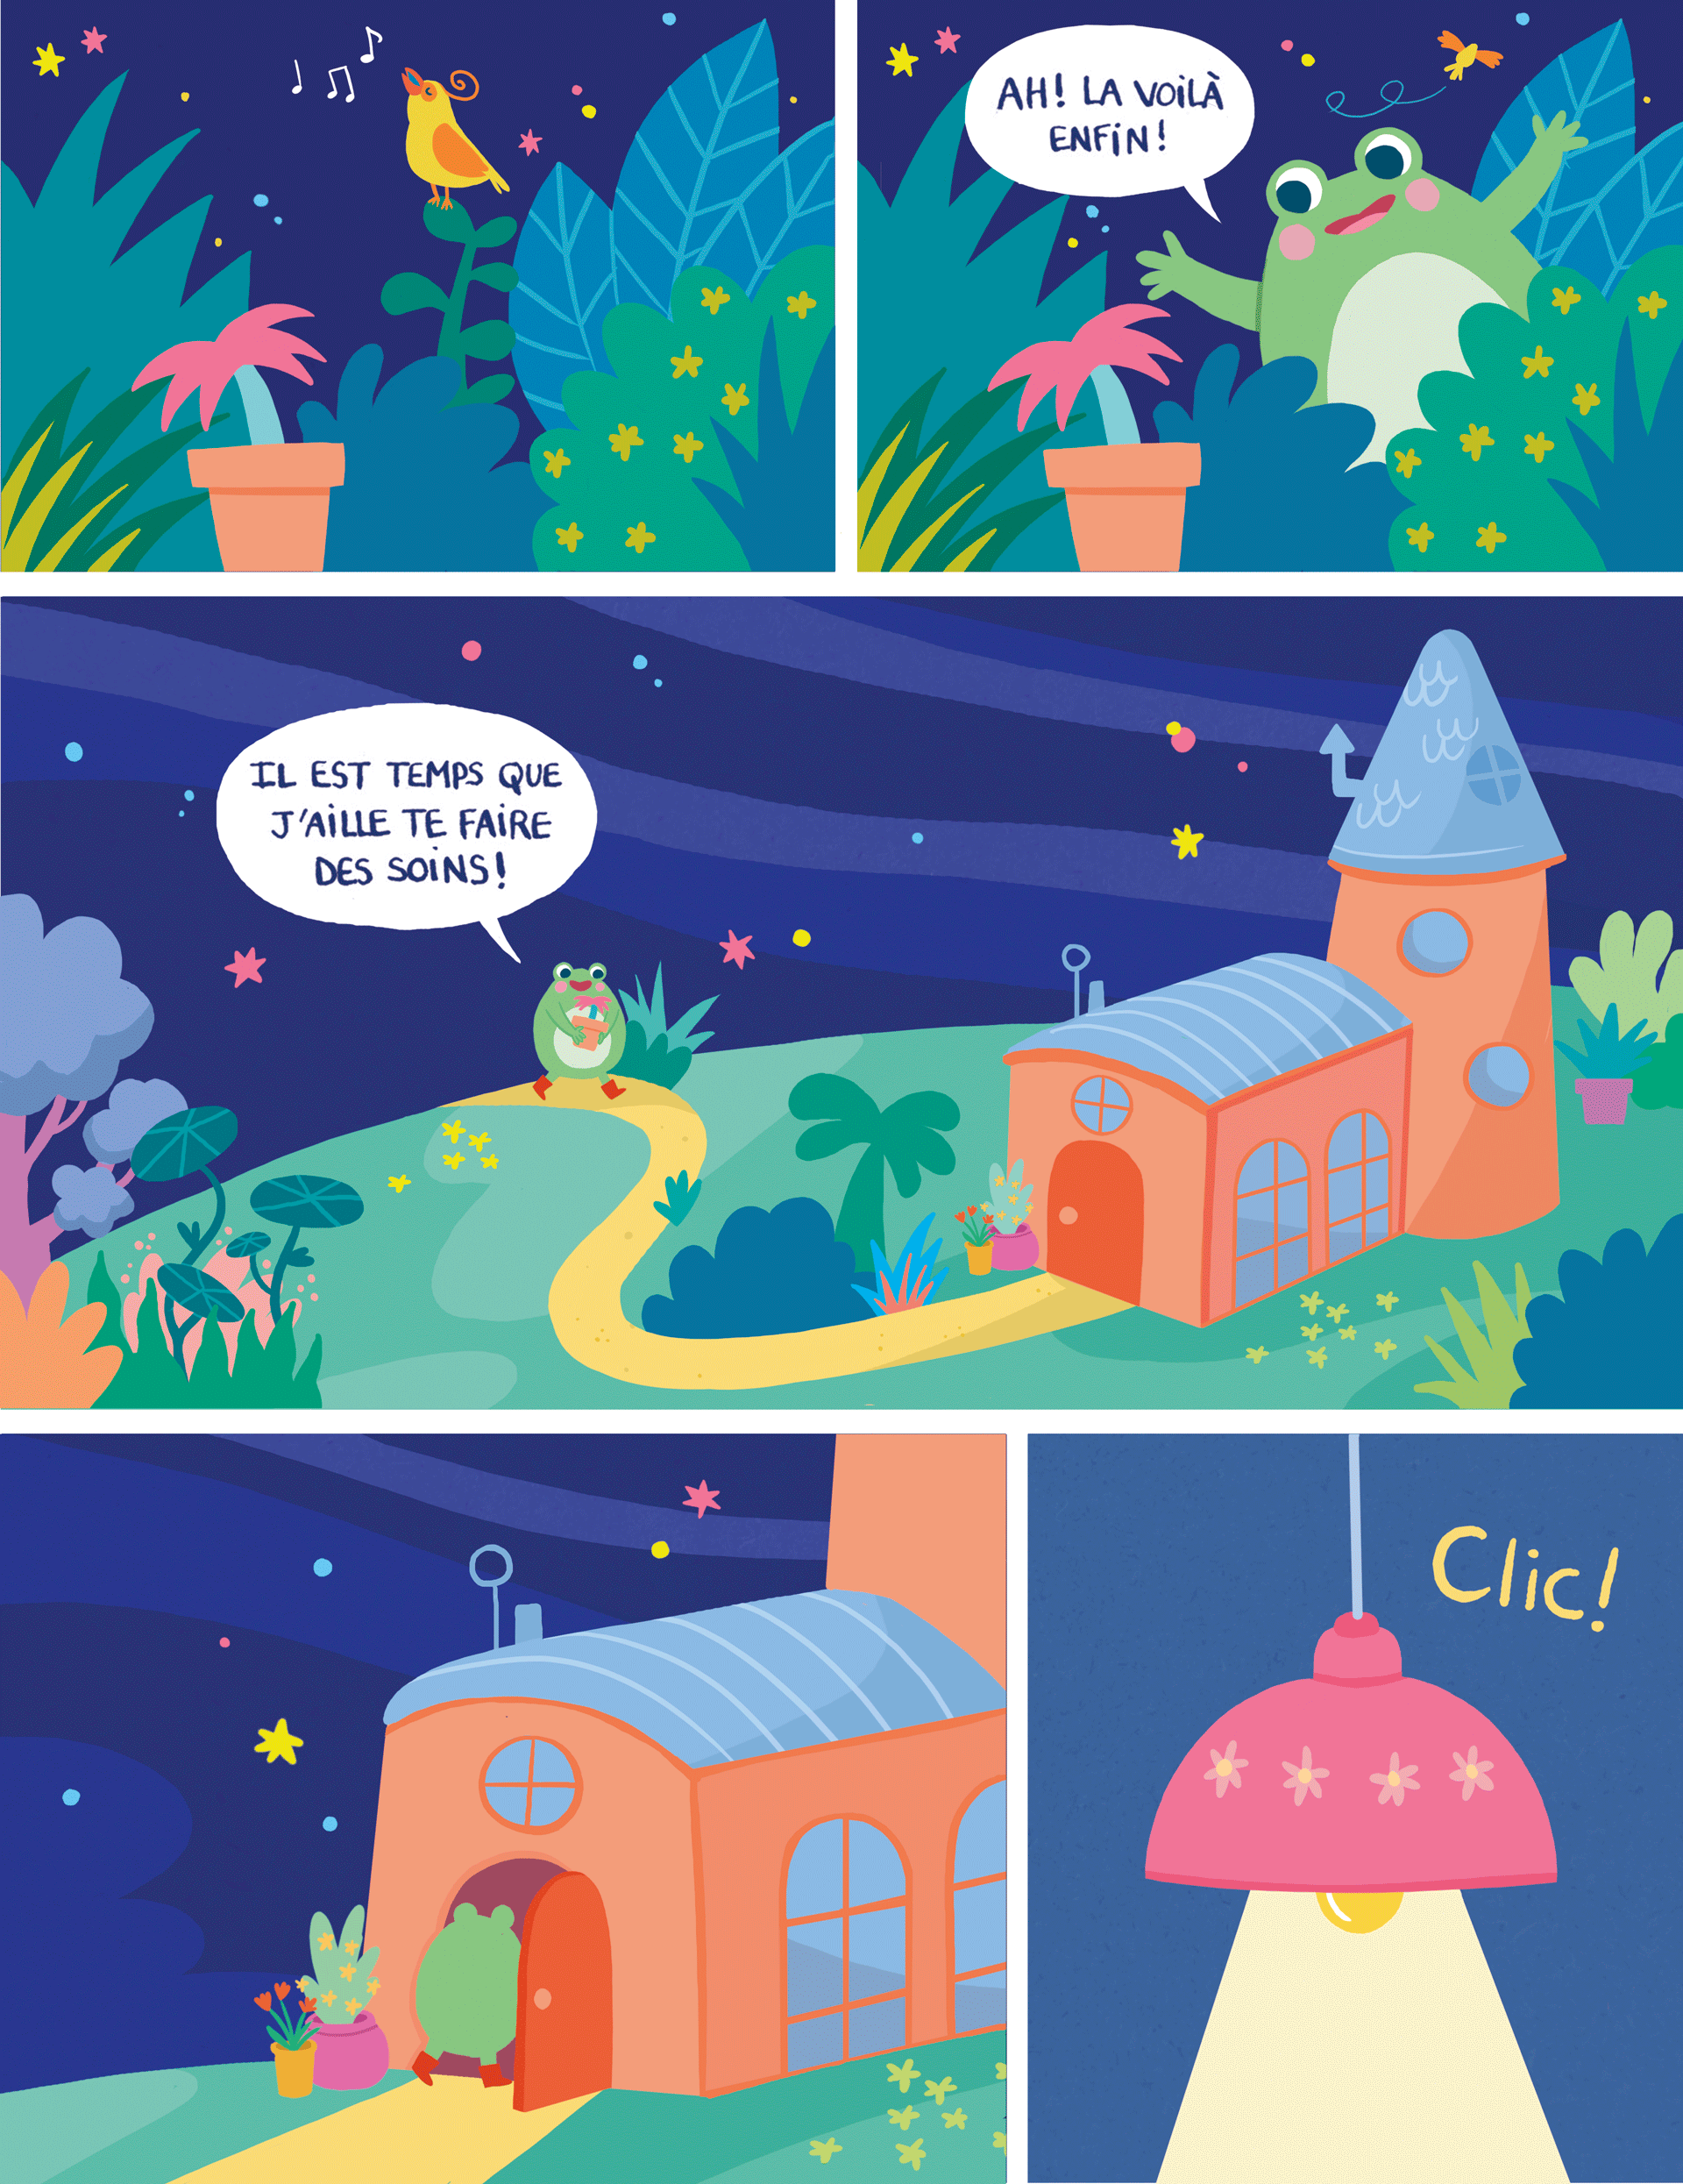 AH! LA VOILÀ
ENFIN!
IL EST TEMPS QUE
J'AILLE TE FAIRE
DES SOINS!
Clic!